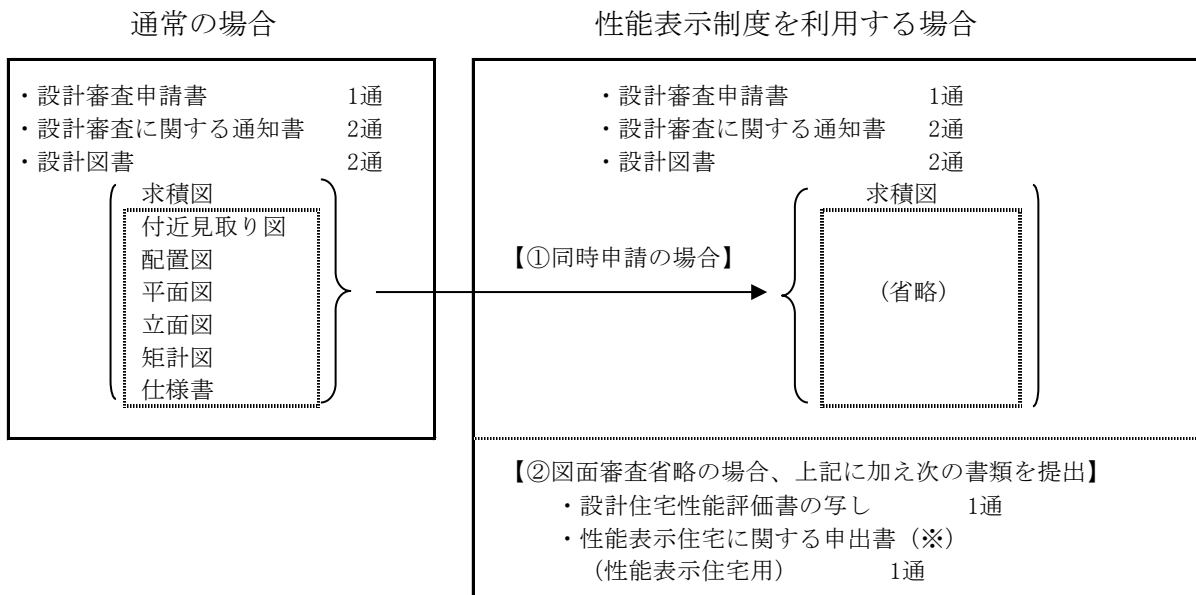 通常の場合
・設計審査申請書 1通
・設計審査に関する通知書 2通
・設計図書 2通
求積図
付近見取り図
配置図
平面図
立面図
矩計図
仕様書
性能表示制度を利用する場合
・設計審査申請書 1通
・設計審査に関する通知書 2通
・設計図書 2通
求積図
【①同時申請の場合】
(省略)
【②図面審査省略の場合、上記に加え次の書類を提出】
・設計住宅性能評価書の写し 1通
・性能表示住宅に関する申出書(※)
(性能表示住宅用) 1通